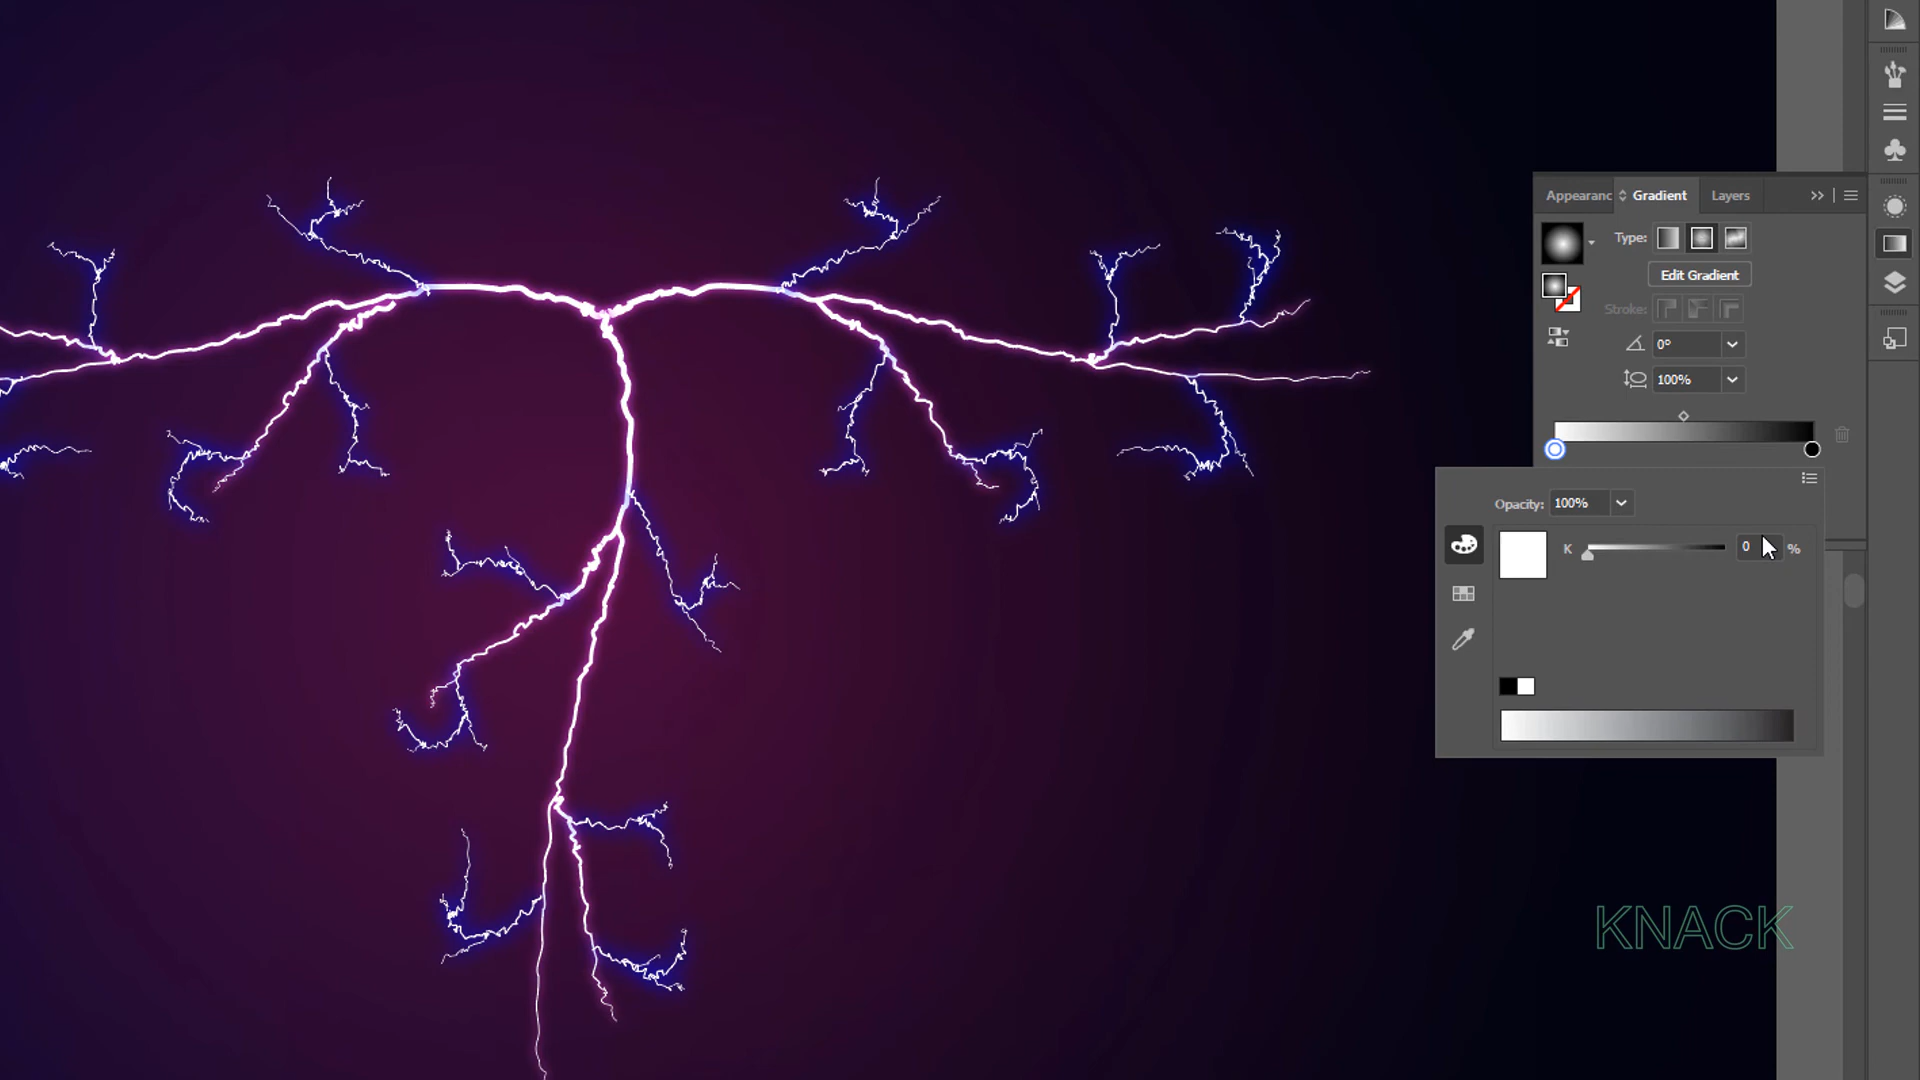 Appearanc Gradient Layers
Type:
Edit Gradient
Stroke:
0°
100%
Opacity: 100%
K 0 %
KNACK